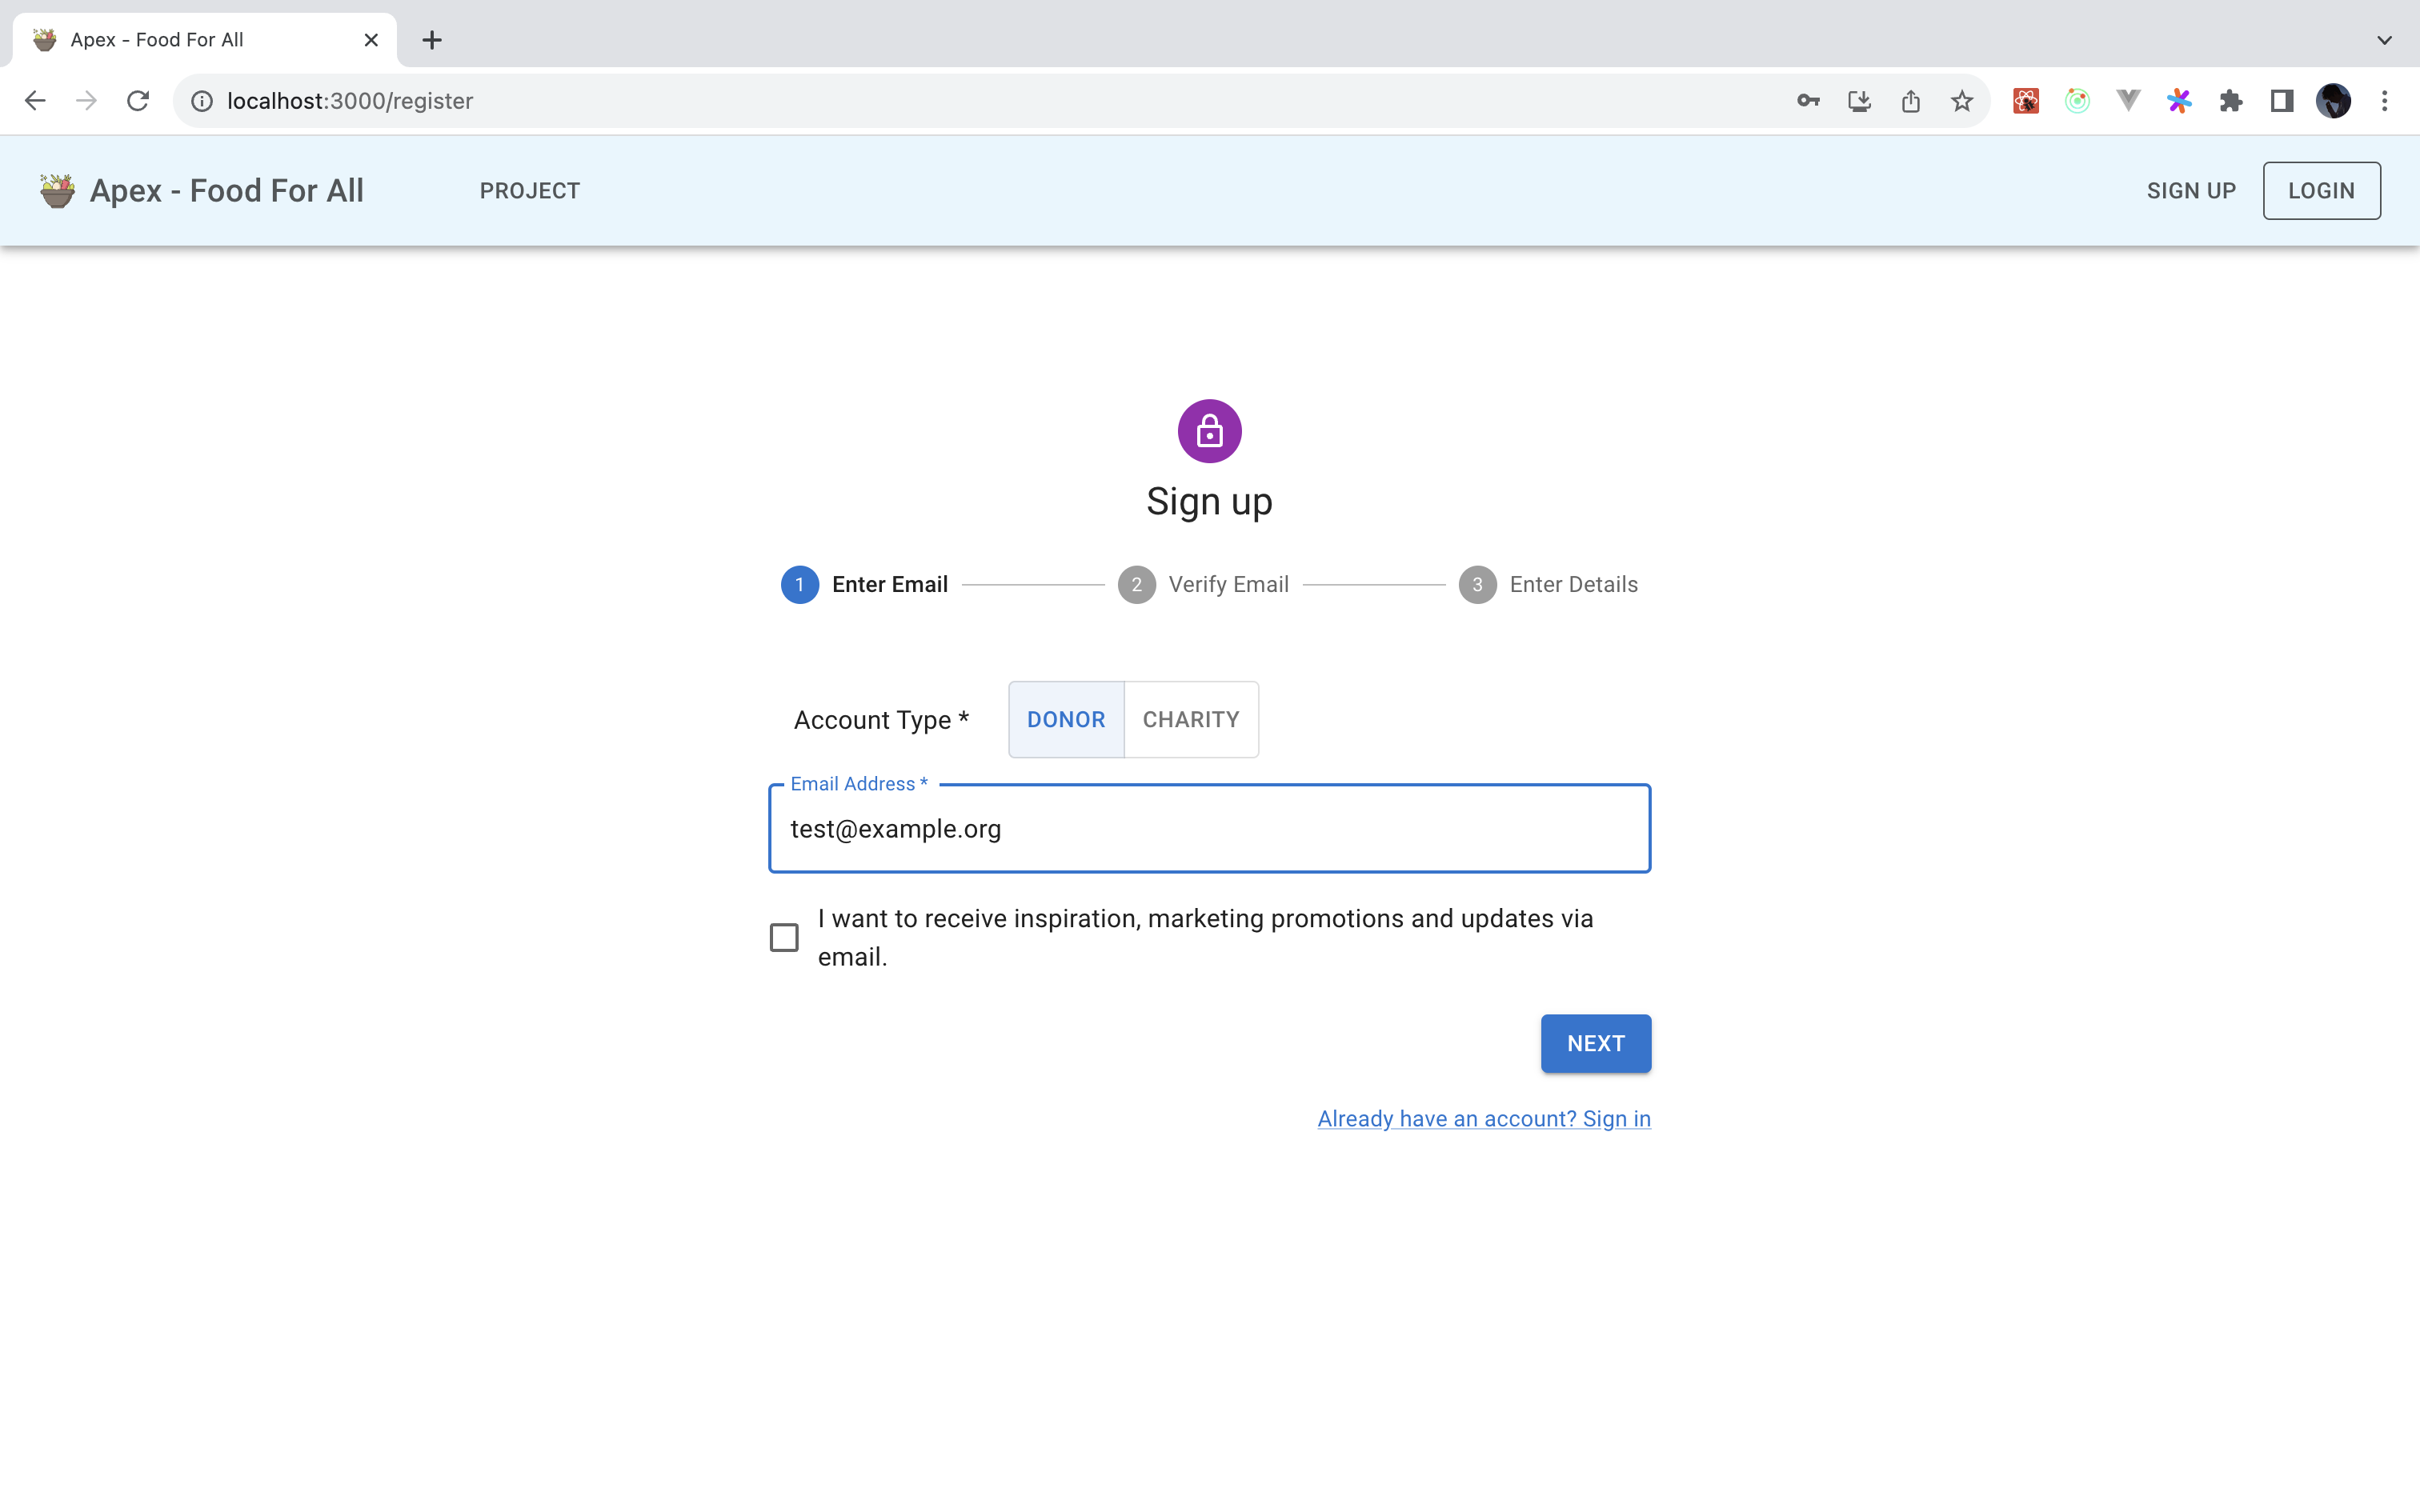 Apex - Food For All
localhost:3000/register
Apex - Food For All
PROJECT
SIGN UP
LOGIN
Sign up
1 Enter Email
2 Verify Email
3 Enter Details
Account Type *
DONOR
CHARITY
Email Address *
test@example.org
I want to receive inspiration, marketing promotions and updates via
email.
NEXT
Already have an account? Sign in